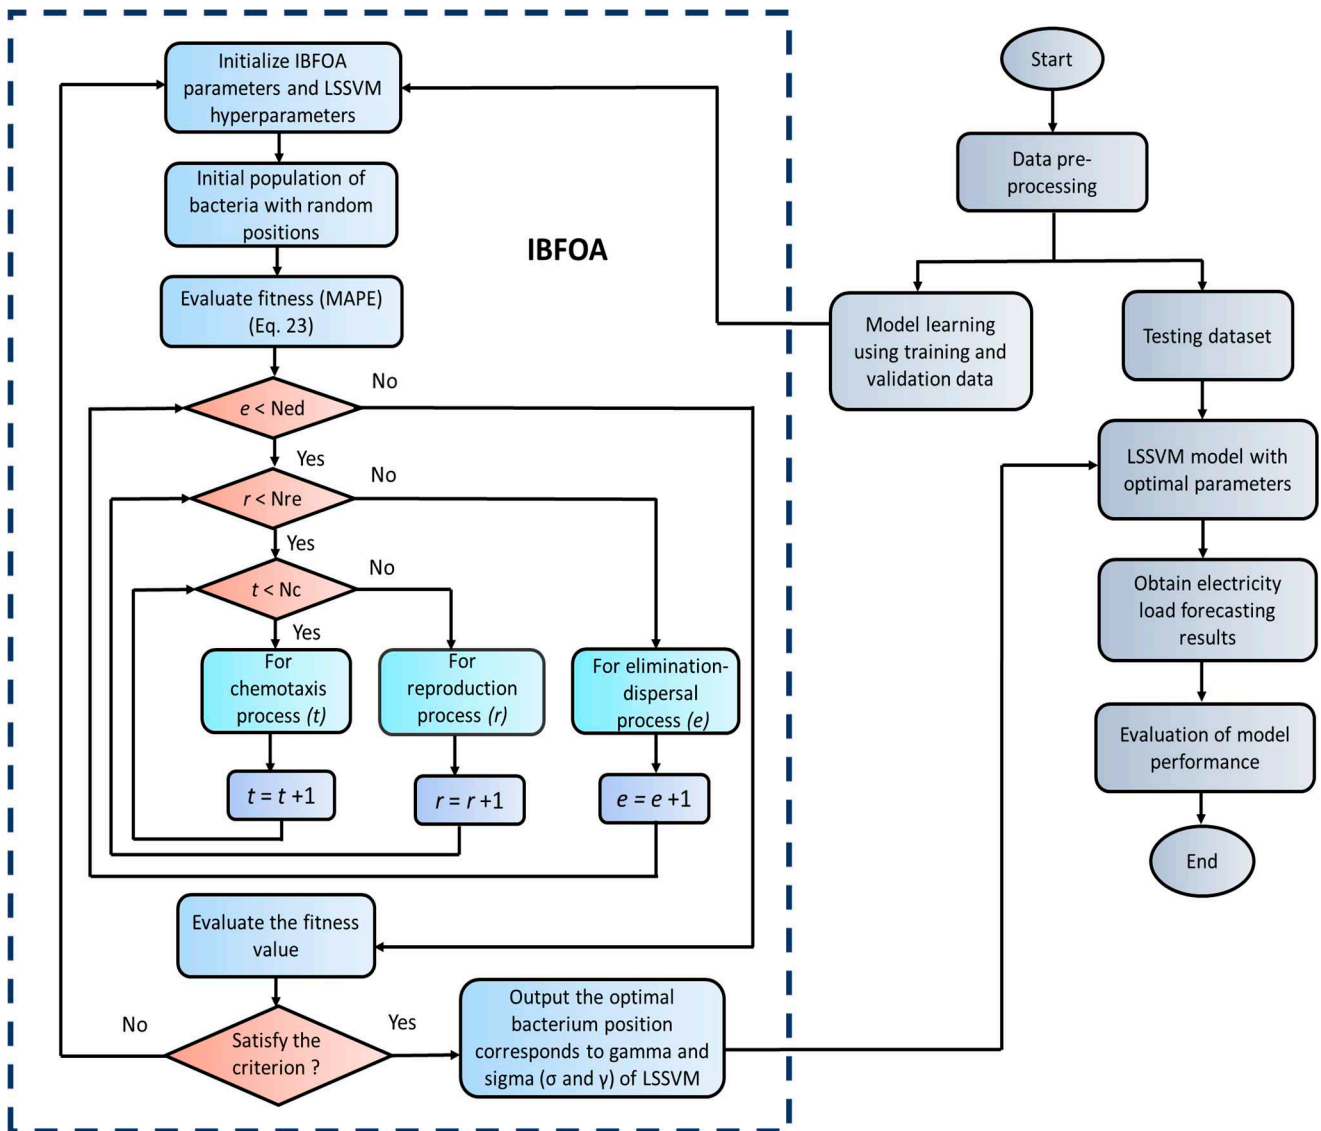 Initialize IBFOA
parameters and LSSVM
hyperparameters
Initial population of
bacteria with random
positions
IBFOA
Evaluate fitness (MAPE)
(Eq. 23)
No
e < Ned
Yes
No
r < Nre
Yes
No
t < Nc
Yes
For
chemotaxis
process (t)
For
reproduction
process (r)
For elimination-
dispersal
process (e)
t = t +1
r = r +1
e = e +1
Evaluate the fitness
value
No
Satisfy the
criterion ?
Yes
Output the optimal
bacterium position
corresponds to gamma and
sigma (σ and γ) of LSSVM
Start
Data pre-
processing
Model learning
using training and
validation data
Testing dataset
LSSVM model with
optimal parameters
Obtain electricity
load forecasting
results
Evaluation of model
performance
End